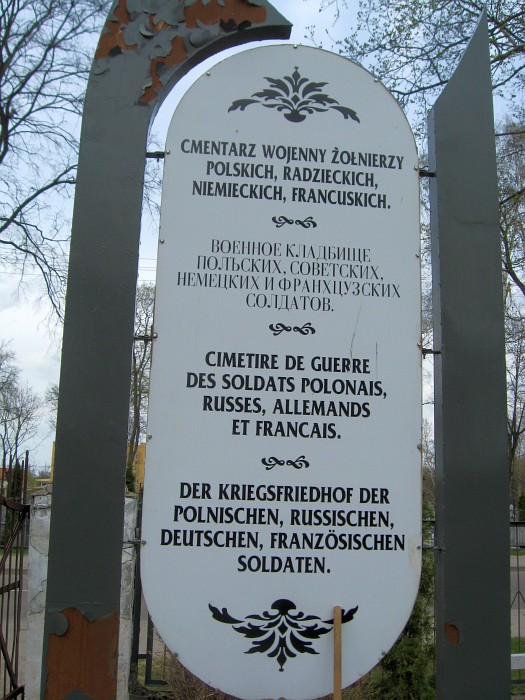 CMENTARZ WOJENNY ŻOŁNIERZY
POLSKICH, RADZIECKICH,
NIEMIECKICH, FRANCUSKICH.
ВОЕННОЕ КЛАДБИЩЕ
ПОЛЬСКИХ, СОВЕТСКИХ,
НЕМЕЦКИХ И ФРАНХЦУЗСКИХ
СОЛДАТОВ.
CIMETIRE DE GUERRE
DES SOLDATS POLONAIS,
RUSSES, ALLEMANDS
ET FRANCAIS.
DER KRIEGSFRIEDHOF DER
POLNISCHEN, RUSSISCHEN,
DEUTSCHEN, FRANZÖSISCHEN
SOLDATEN.